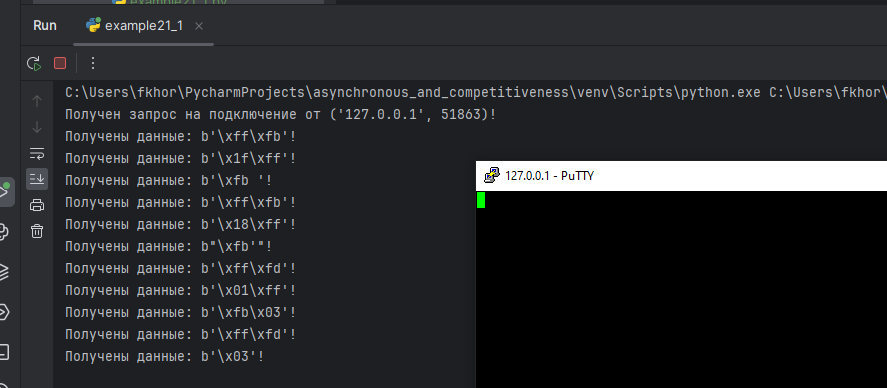 Run
example21_1
C:\Users\fkhor\PycharmProjects\asynchronous_and_competitiveness\venv\Scripts\python.exe C:\Users\fkhor\
Получен запрос на подключение от ('127.0.0.1', 51863)!
Получены данные: b'\xff\xfb'!
Получены данные: b'\x1f\xff'!
Получены данные: b'\xfb '!
Получены данные: b'\xff\xfb'!
Получены данные: b'\x18\xff'!
Получены данные: b"\xfb'"!
Получены данные: b'\xff\xfd'!
Получены данные: b'\x01\xff'!
Получены данные: b'\xfb\x03'!
Получены данные: b'\xff\xfd'!
Получены данные: b'\x03'!
127.0.0.1 - PuTTY